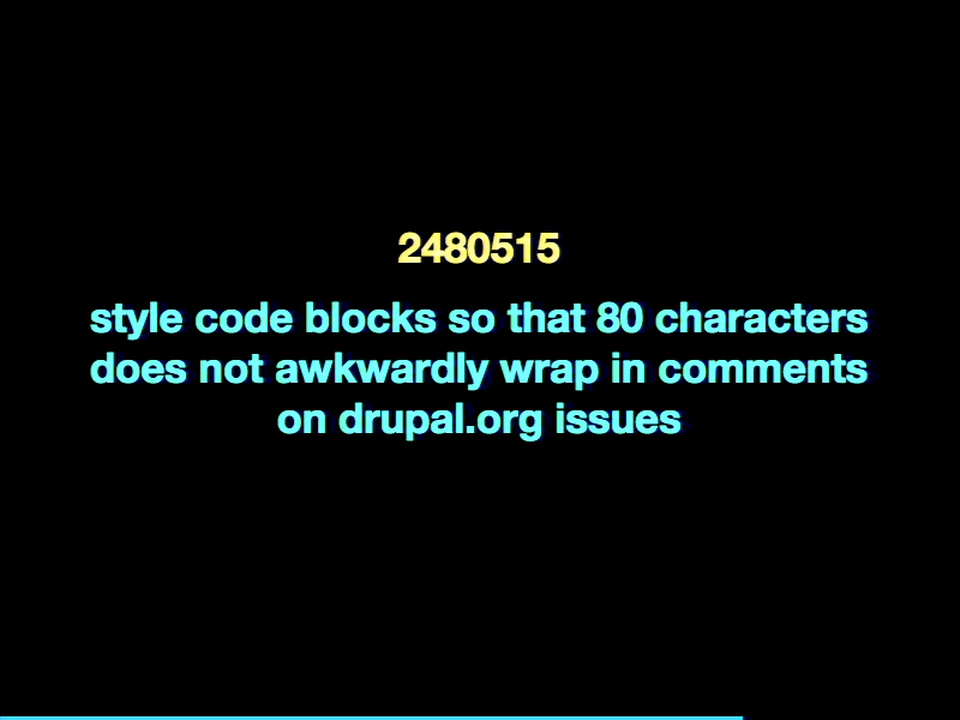 2480515
style code blocks so that 80 characters
does not awkwardly wrap in comments
on drupal.org issues